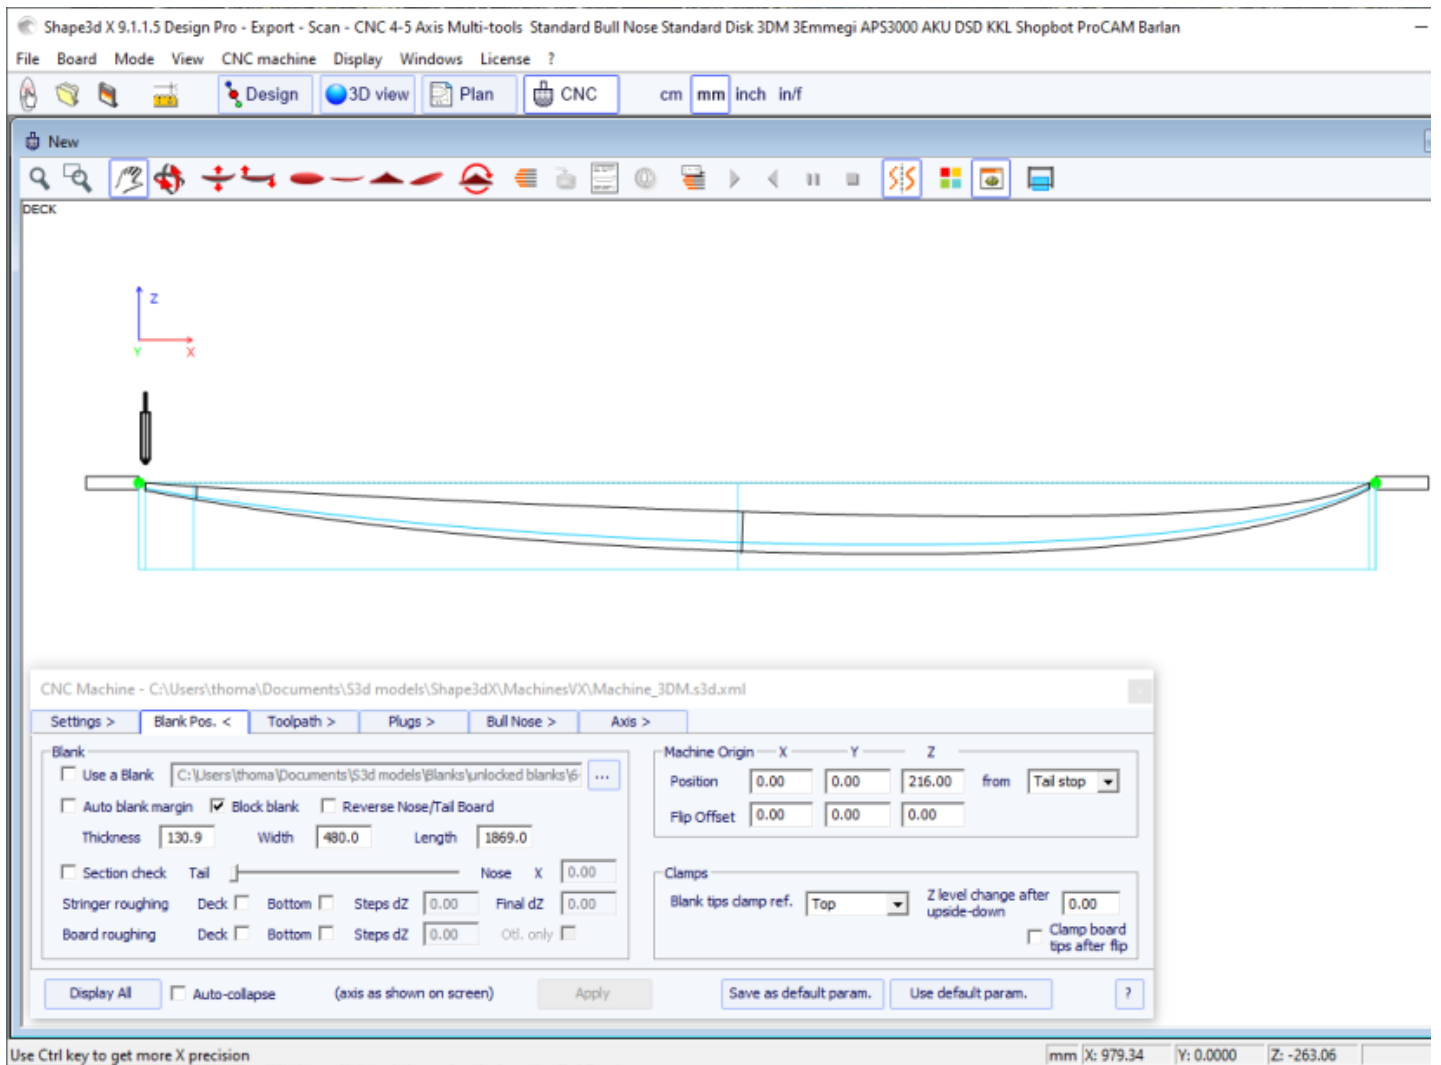 Shape3d X 9.1.1.5 Design Pro - Export - Scan - CNC 4-5 Axis Multi-tools Standard Bull Nose Standard Disk 3DM 3Emmegi APS3000 AKU DSD KKL Shopbot ProCAM Barlan
File Board Mode View CNC machine Display Windows License ?
Design 3D view Plan CNC cm mm inch in/f
New
DECK
Z
Y X
CNC Machine - C:\Users\thoma\Documents\S3d models\Shape3dX\MachinesVX\Machine_3DM.s3d.xml
Settings > Blank Pos. < Toolpath > Plugs > Bull Nose > Axis >
Blank
Use a Blank C:\Users\thoma\Documents\S3d models\Blanks\unlocked blanks\6 ...
Auto blank margin Block blank Reverse Nose/Tail Board
Thickness 130.9 Width 480.0 Length 1869.0
Section check Tail Nose X 0.00
Stringer roughing Deck Bottom Steps dZ 0.00 Final dZ 0.00
Board roughing Deck Bottom Steps dZ 0.00 Otl. only
Machine Origin X Y Z
Position 0.00 0.00 216.00 from Tail stop
Flip Offset 0.00 0.00 0.00
Clamps
Blank tips clamp ref. Top Z level change after upside-down 0.00
Clamp board tips after flip
Display All Auto-collapse (axis as shown on screen) Apply Save as default param. Use default param. ?
Use Ctrl key to get more X precision mm X: 979.34 Y: 0.0000 Z: -263.06